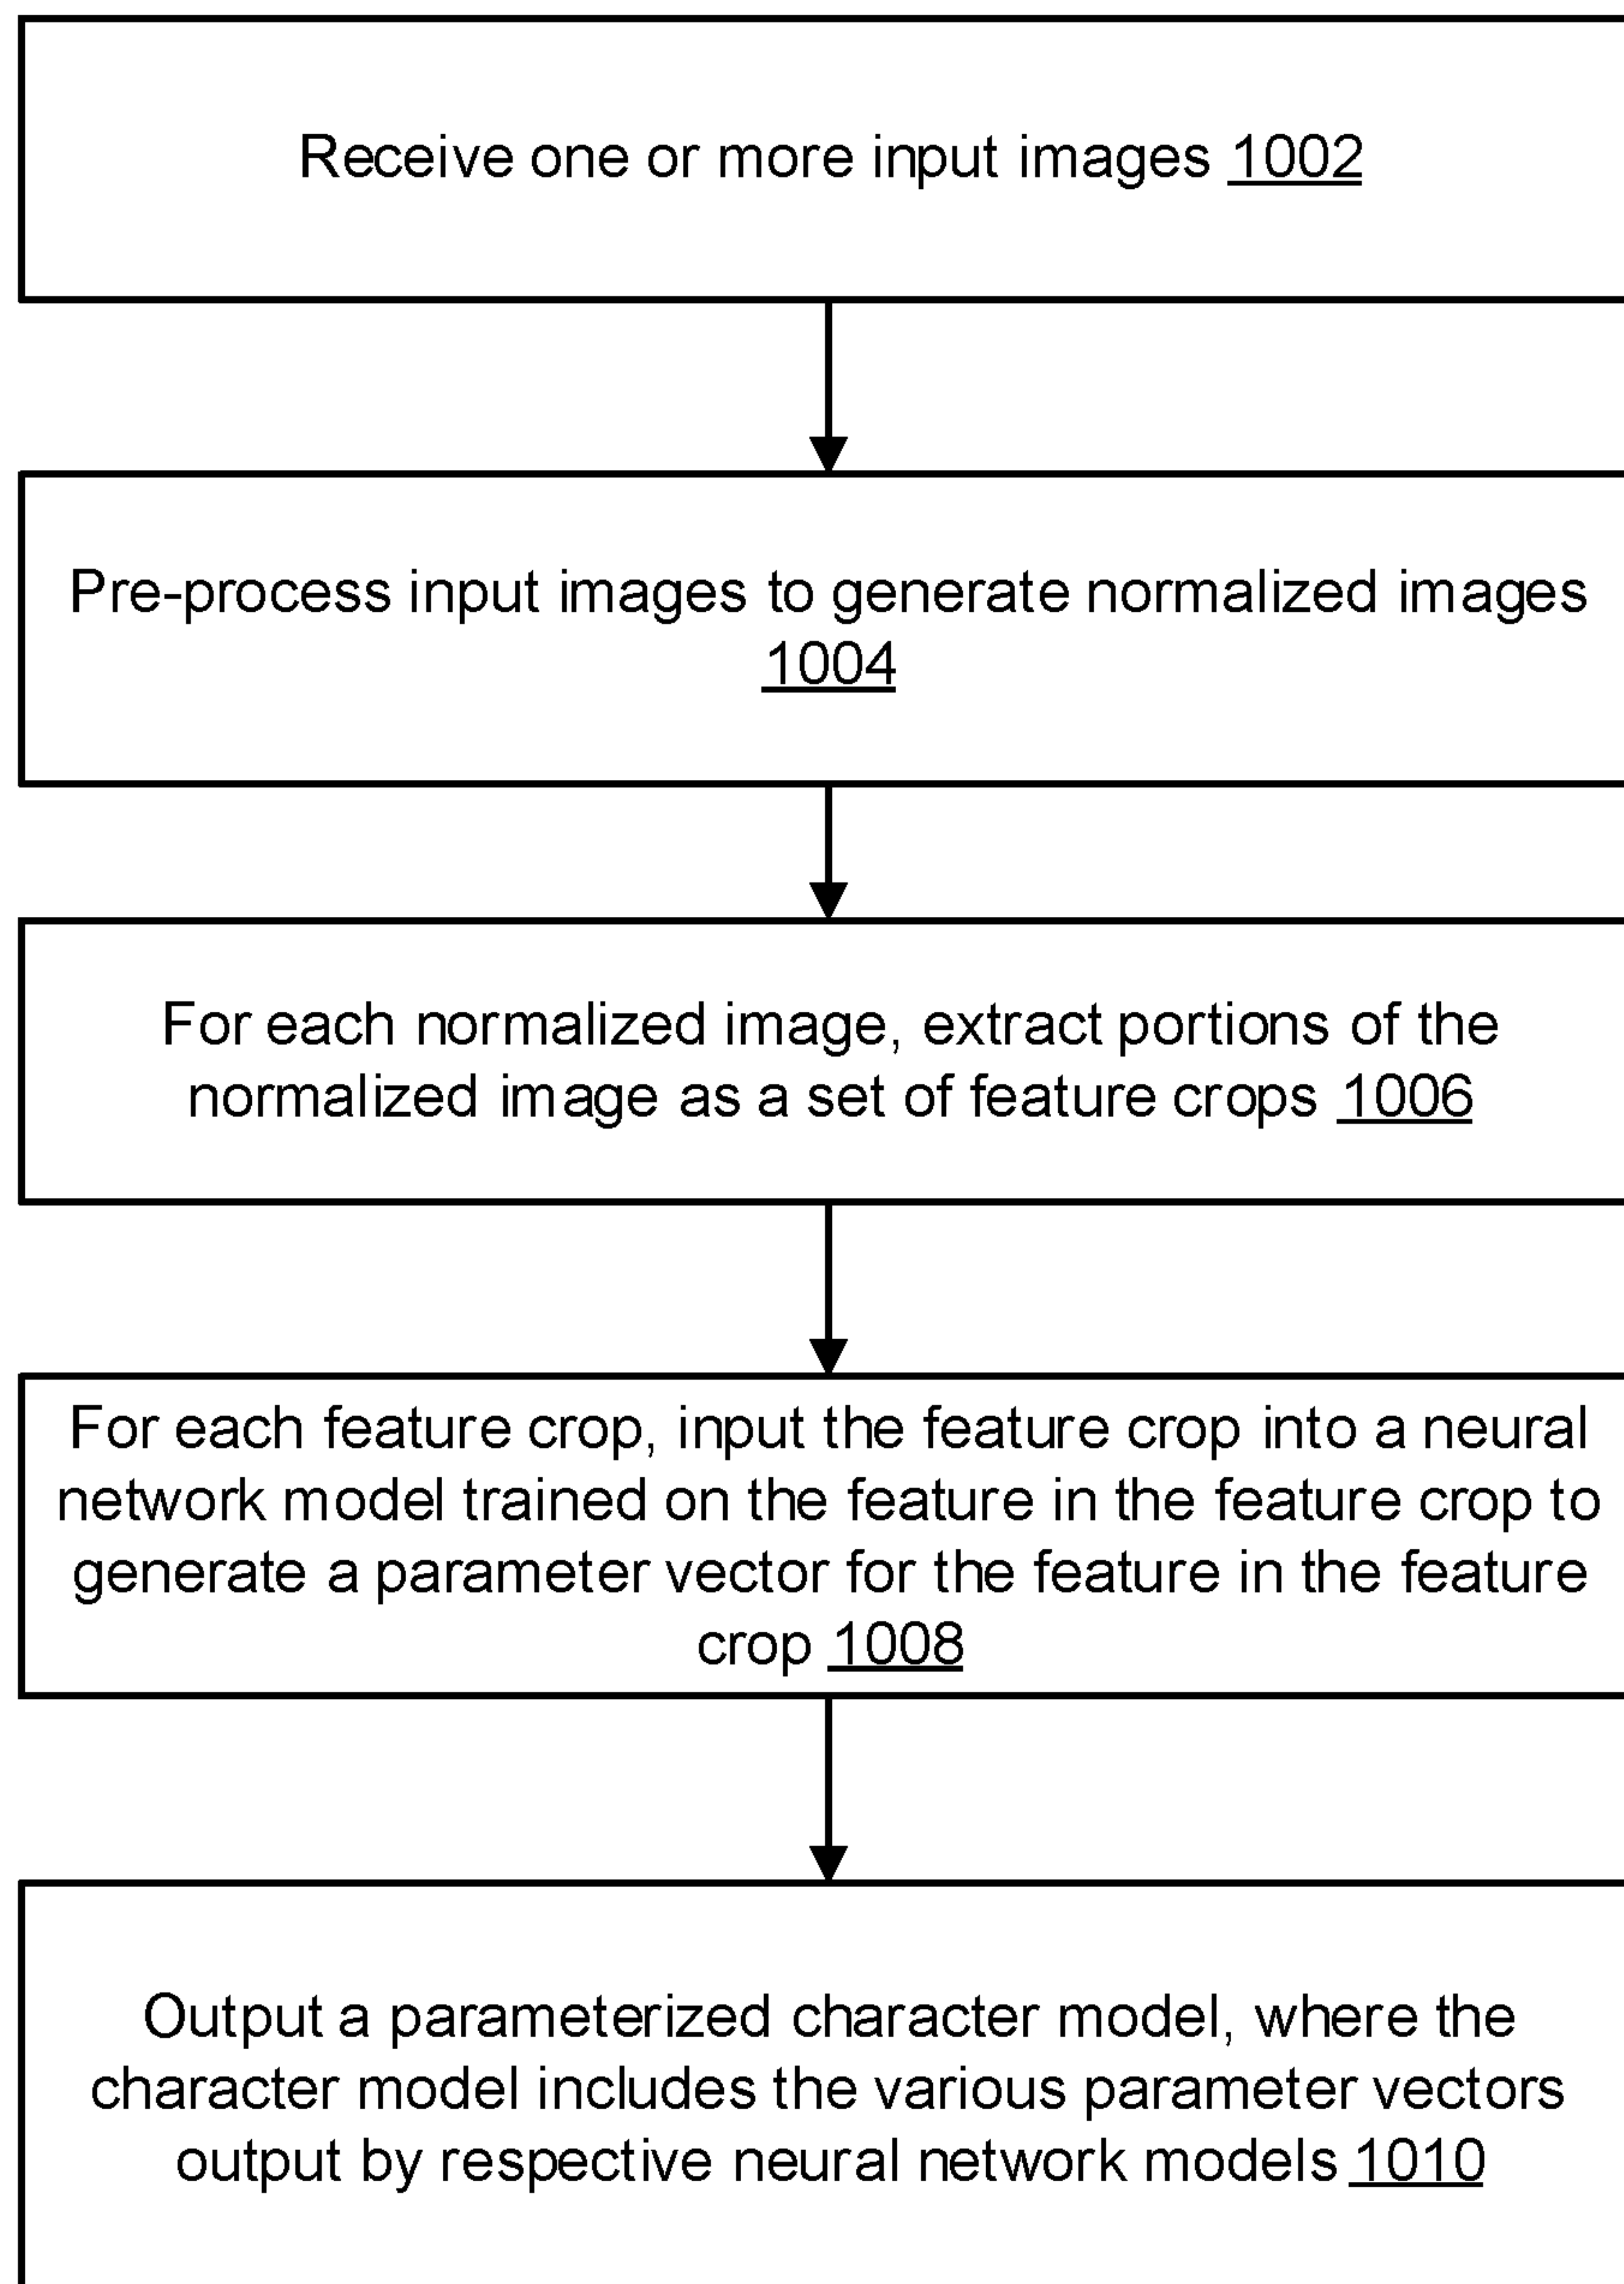 Receive one or more input images 1002
Pre-process input images to generate normalized images
1004
For each normalized image, extract portions of the
normalized image as a set of feature crops 1006
For each feature crop, input the feature crop into a neural
network model trained on the feature in the feature crop to
generate a parameter vector for the feature in the feature
crop 1008
Output a parameterized character model, where the
character model includes the various parameter vectors
output by respective neural network models 1010